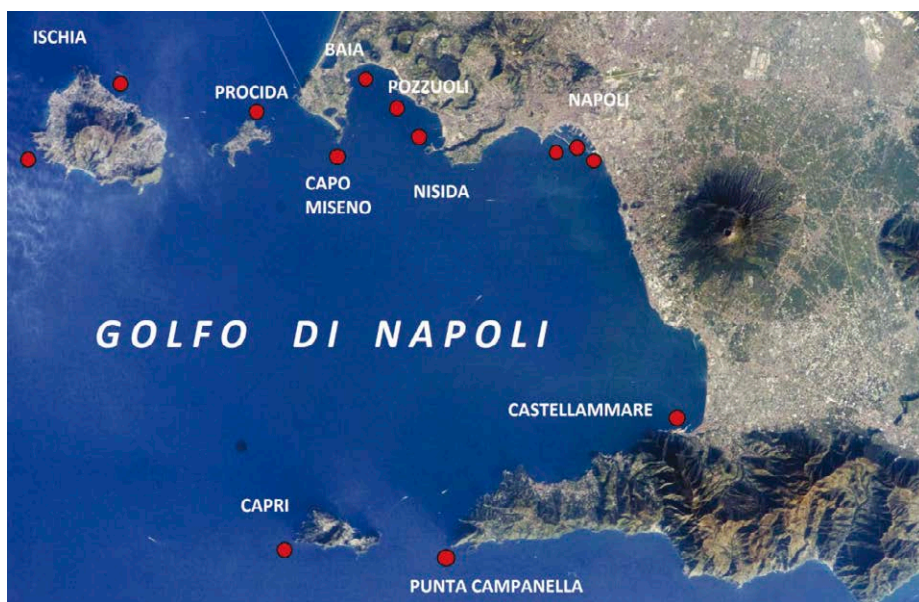 ISCHIA
BAIA
PROCIDA
POZZUOLI
NAPOLI
CAPO
MISENO
NISIDA
GOLFO DI NAPOLI
CASTELLAMMARE
CAPRI
PUNTA CAMPANELLA